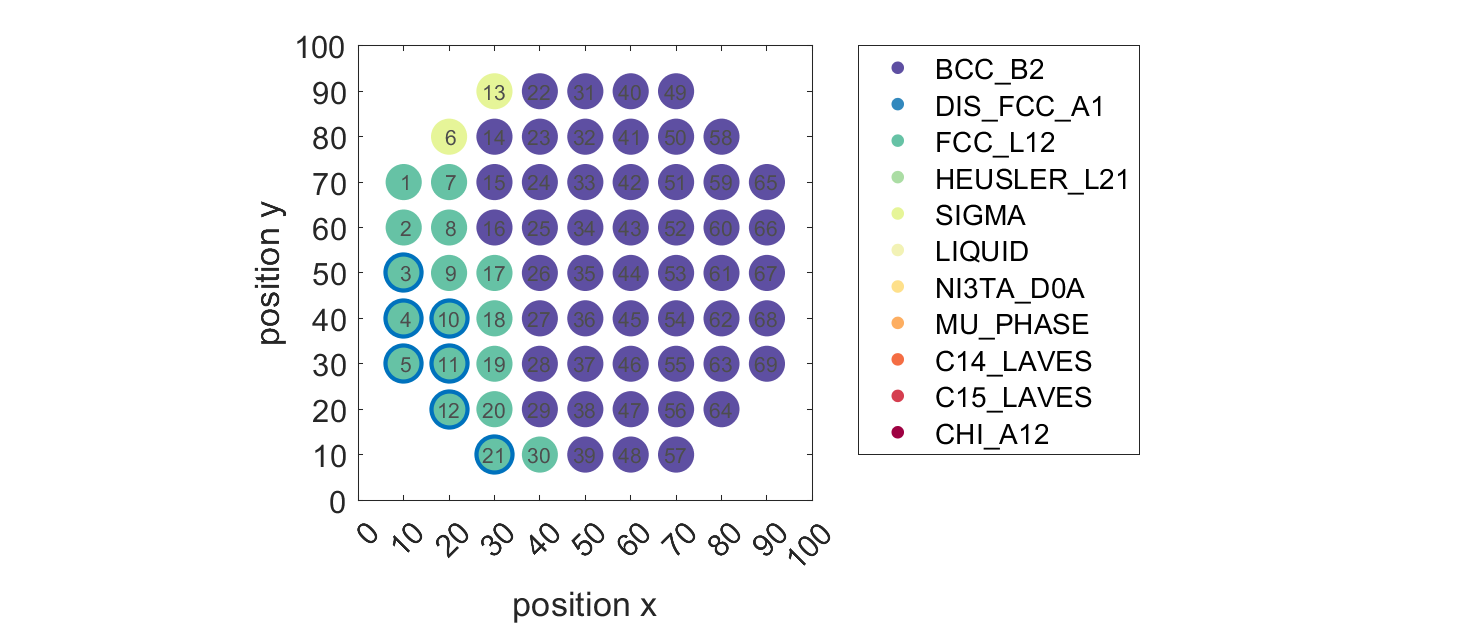 100
90
80
70
60
50
40
30
20
10
0
position y
13 22 31 40 49
6 14 23 32 41 50 58
1 7 15 24 33 42 51 59 65
2 8 16 25 34 43 52 60 66
3 9 17 26 35 44 53 61 67
4 10 18 27 36 45 54 62 68
5 11 19 28 37 46 55 63 69
12 20 29 38 47 56 64
21 30 39 48 57
0 10 20 30 40 50 60 70 80 90 100
position x
BCC_B2
DIS_FCC_A1
FCC_L12
HEUSLER_L21
SIGMA
LIQUID
NI3TA_D0A
MU_PHASE
C14_LAVES
C15_LAVES
CHI_A12